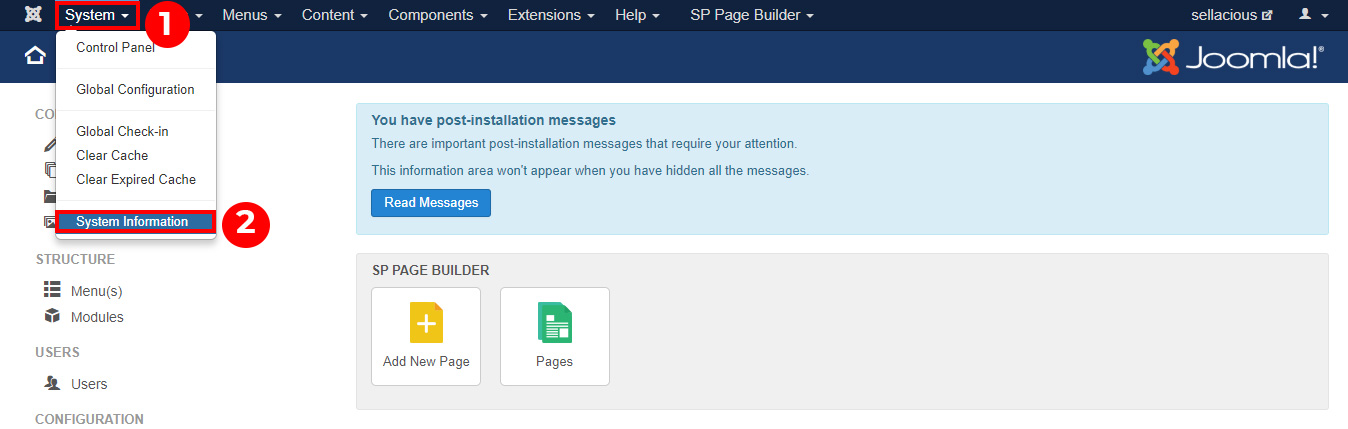 System Menus Content Components Extensions Help SP Page Builder sellacious
1
Control Panel
Joomla!®
Global Configuration
Global Check-in
Clear Cache
Clear Expired Cache
System Information
2
STRUCTURE
Menu(s)
Modules
USERS
Users
CONFIGURATION
You have post-installation messages
There are important post-installation messages that require your attention.
This information area won't appear when you have hidden all the messages.
Read Messages
SP PAGE BUILDER
Add New Page
Pages